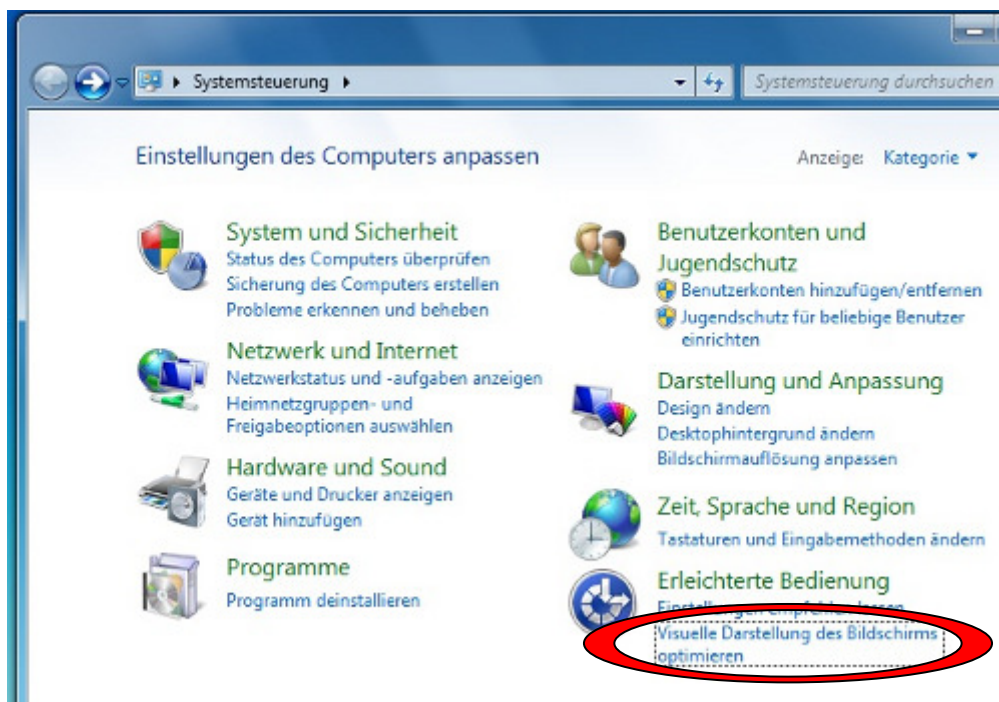 Systemsteuerung
Systemsteuerung durchsuchen
Einstellungen des Computers anpassen
Anzeige: Kategorie
System und Sicherheit
Status des Computers überprüfen
Sicherung des Computers erstellen
Probleme erkennen und beheben
Netzwerk und Internet
Netzwerkstatus und -aufgaben anzeigen
Heimnetzgruppen- und
Freigabeoptionen auswählen
Hardware und Sound
Geräte und Drucker anzeigen
Gerät hinzufügen
Programme
Programm deinstallieren
Benutzerkonten und
Jugendschutz
Benutzerkonten hinzufügen/entfernen
Jugendschutz für beliebige Benutzer
einrichten
Darstellung und Anpassung
Design ändern
Desktophintergrund ändern
Bildschirmauflösung anpassen
Zeit, Sprache und Region
Tastaturen und Eingabemethoden ändern
Erleichterte Bedienung
Einstellungen empfehlen lassen
Visuelle Darstellung des Bildschirms
optimieren